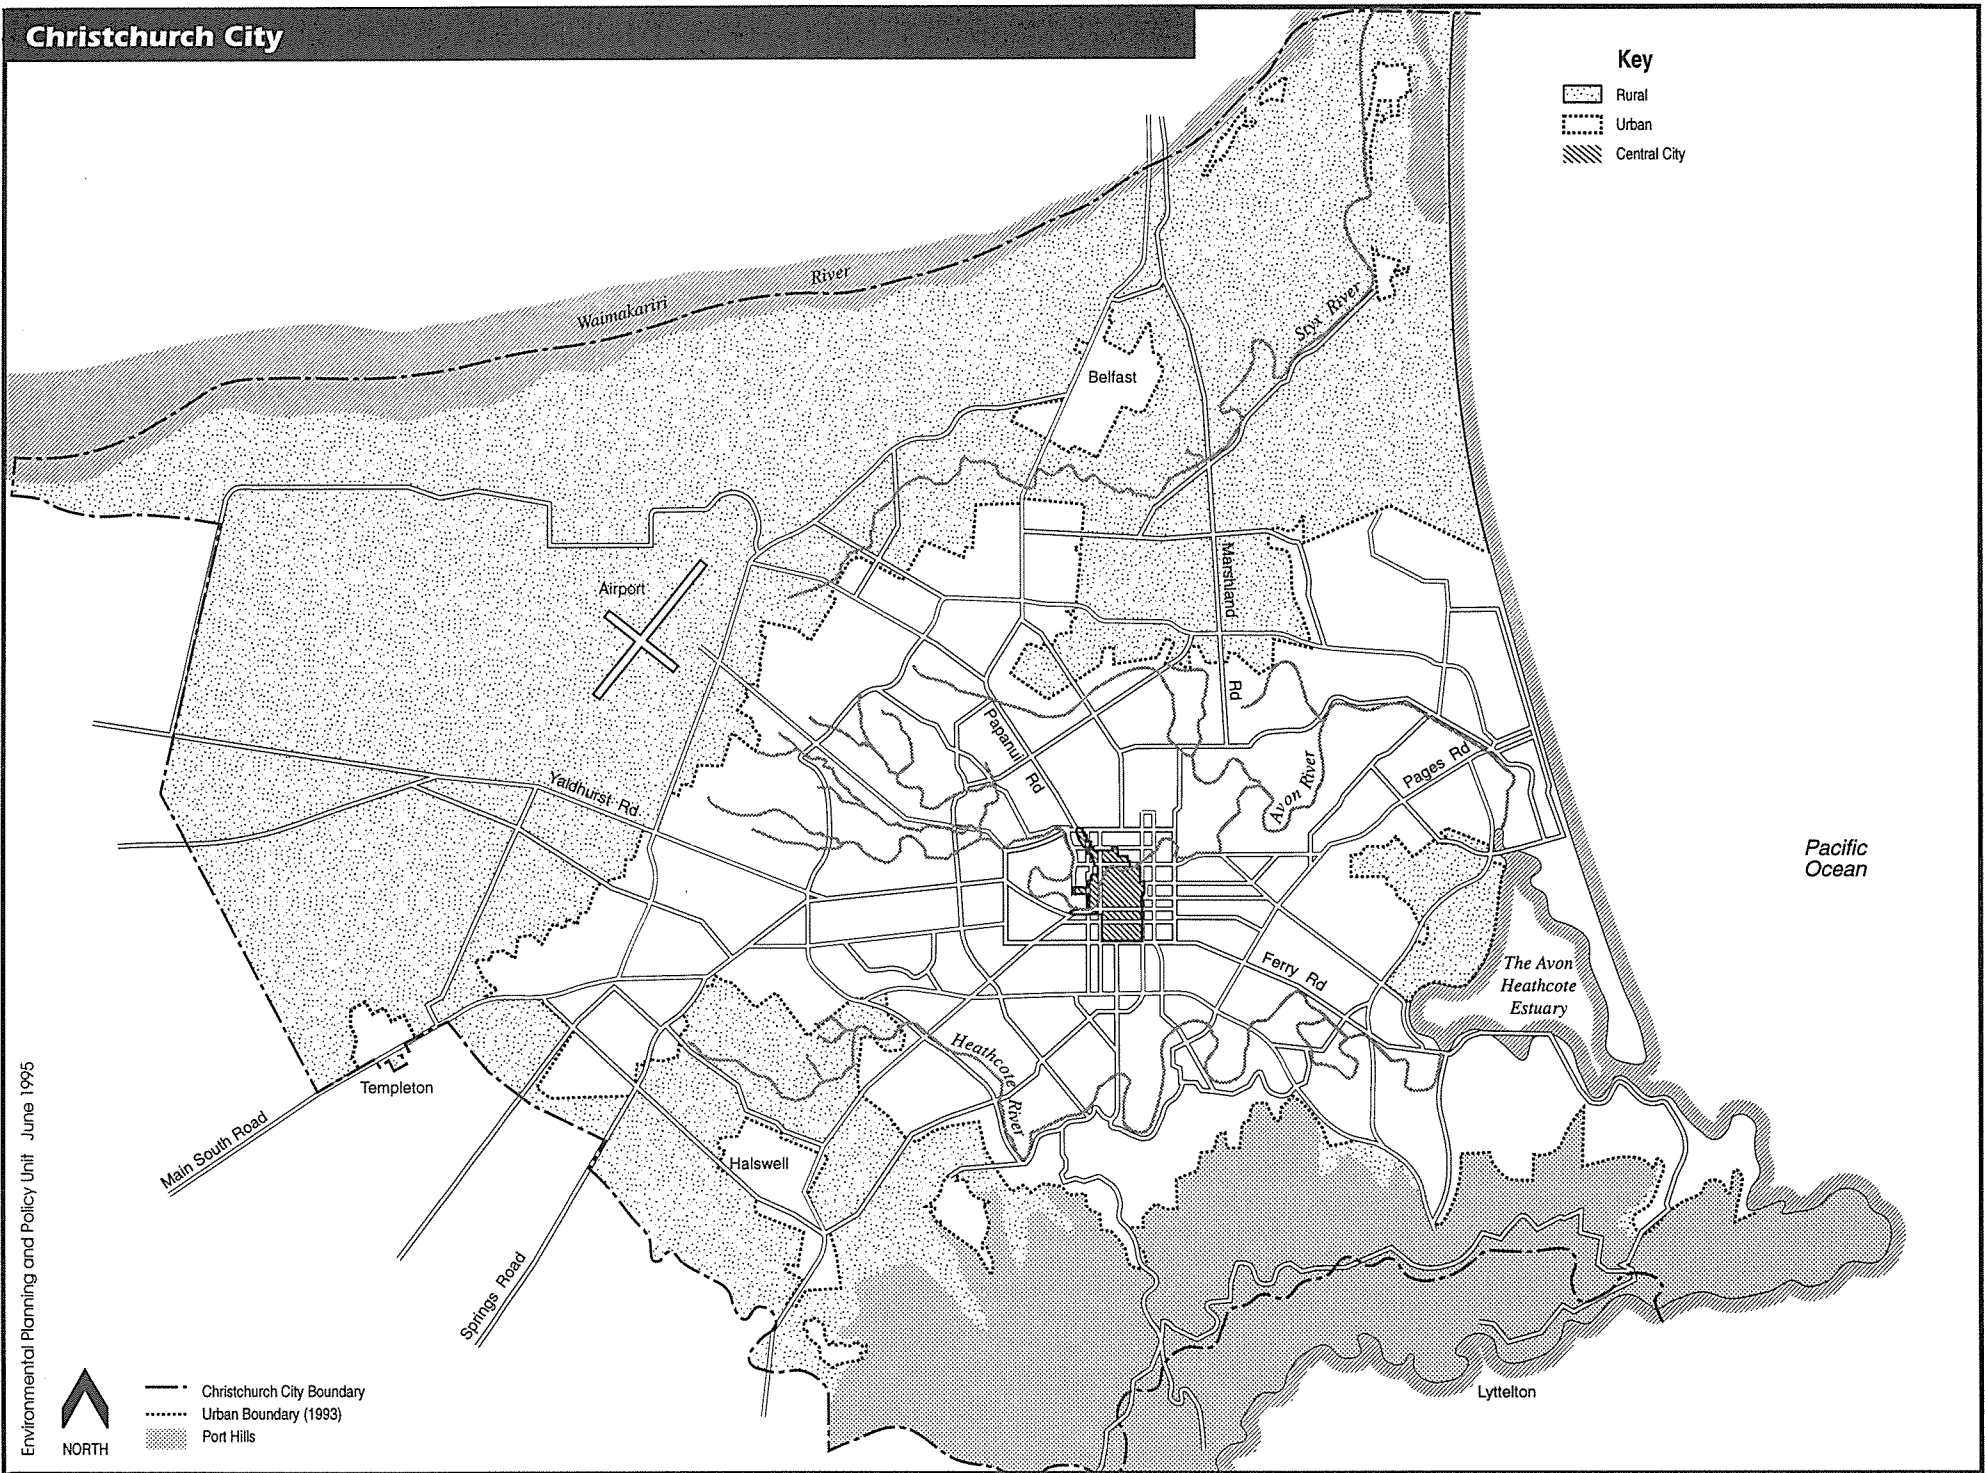 Christchurch City
Key
Rural
Urban
Central City
Waimakariri River
Styx River
Belfast
Airport
Marshland Rd
Papanui Rd
Yaldhurst Rd
Avon River
Pages Rd
Pacific
Ocean
Ferry Rd
The Avon
Heathcote
Estuary
Heathcote River
Templeton
Main South Road
Halswell
Springs Road
Lyttelton
Environmental Planning and Policy Unit June 1995
NORTH
Christchurch City Boundary
Urban Boundary (1993)
Port Hills